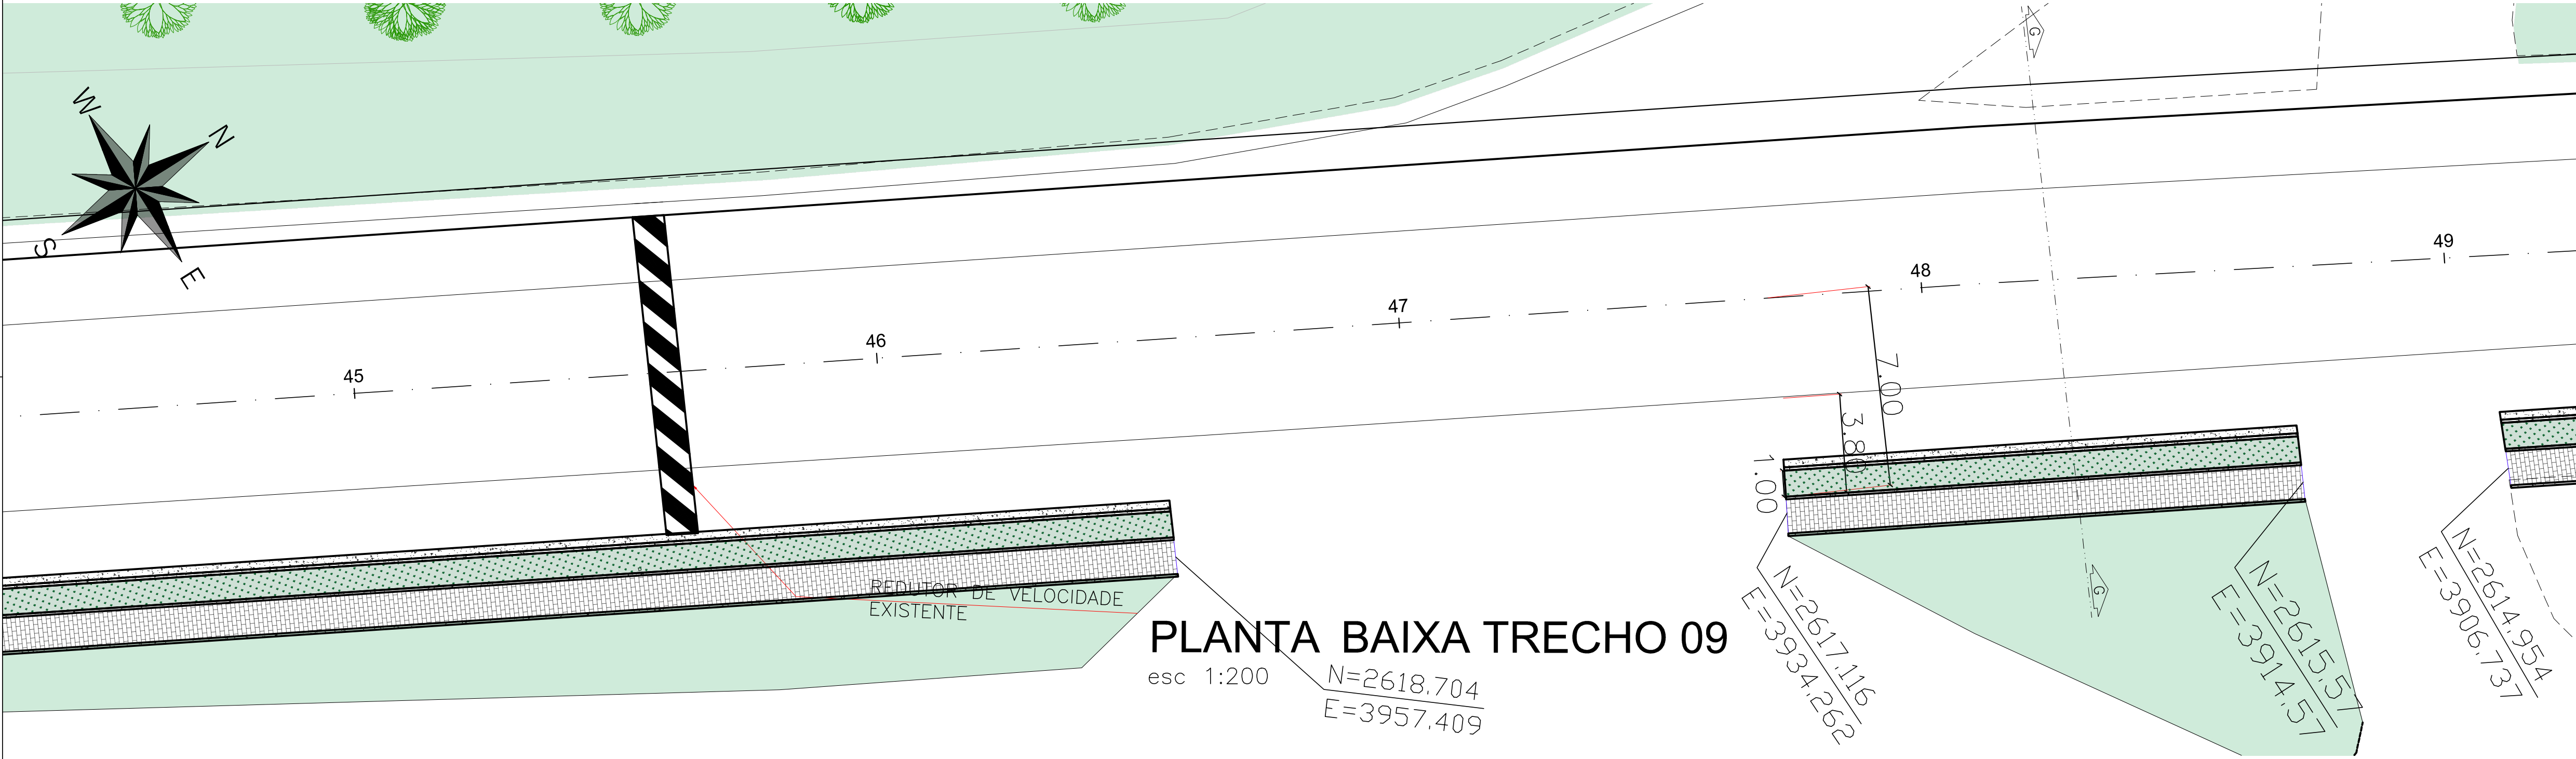 W
N
S
E
G
45
46
47
48
49
7.00
3.80
1.00
REDUTOR DE VELOCIDADE
EXISTENTE
PLANTA BAIXA TRECHO 09
esc 1:200
N=2618,704
E=3957,409
N=2617,116
E=3934,262
G
N=2615,57
E=3914,57
N=2614,954
E=3906,737